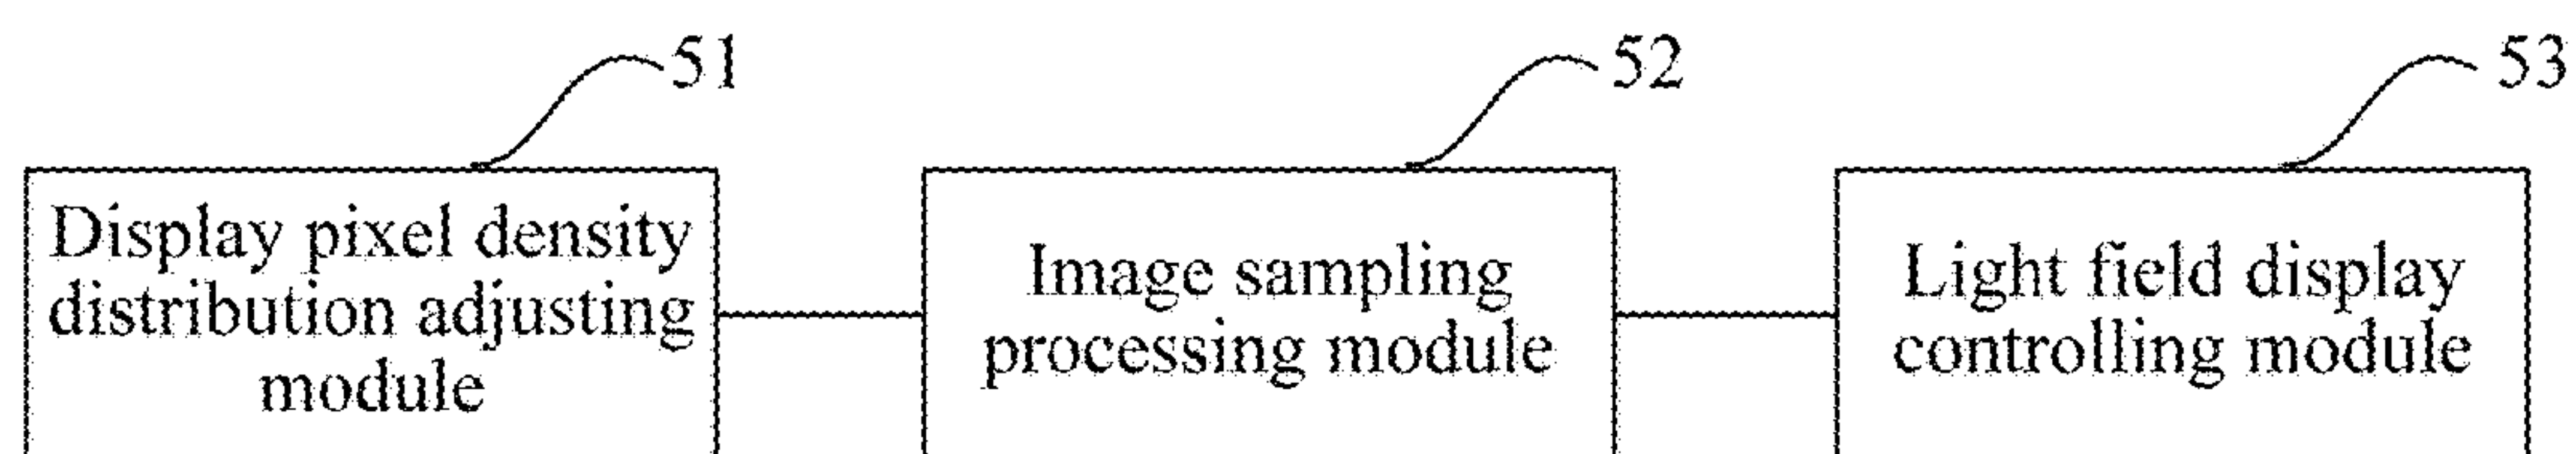 51
52
53
Display pixel density
distribution adjusting
module
Image sampling
processing module
Light field display
controlling module